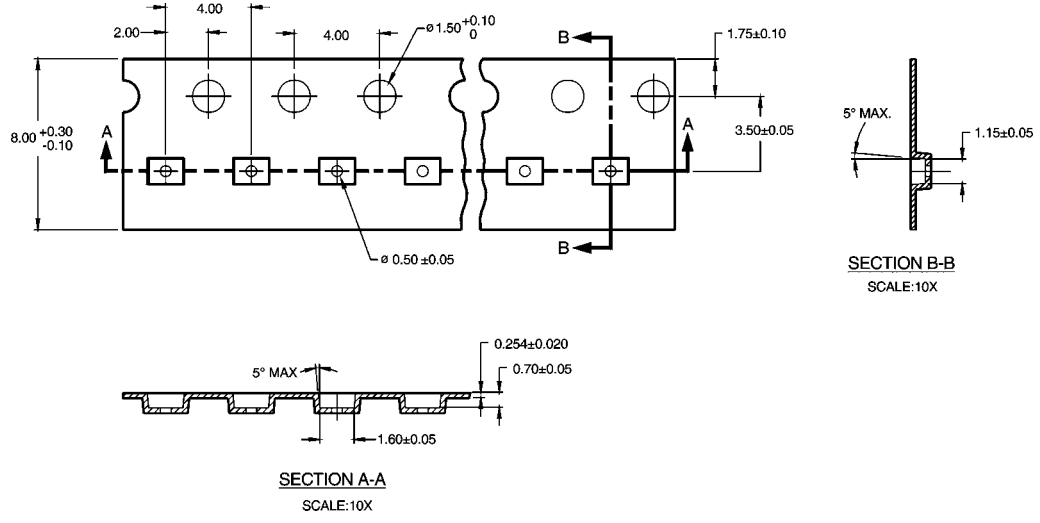 4.00
2.00
4.00
ø1.50 +0.10
0
B
1.75±0.10
8.00 +0.30
-0.10
A
A
3.50±0.05
5° MAX.
1.15±0.05
B
ø 0.50 ±0.05
SECTION B-B
SCALE:10X
0.254±0.020
5° MAX
0.70±0.05
1.60±0.05
SECTION A-A
SCALE:10X